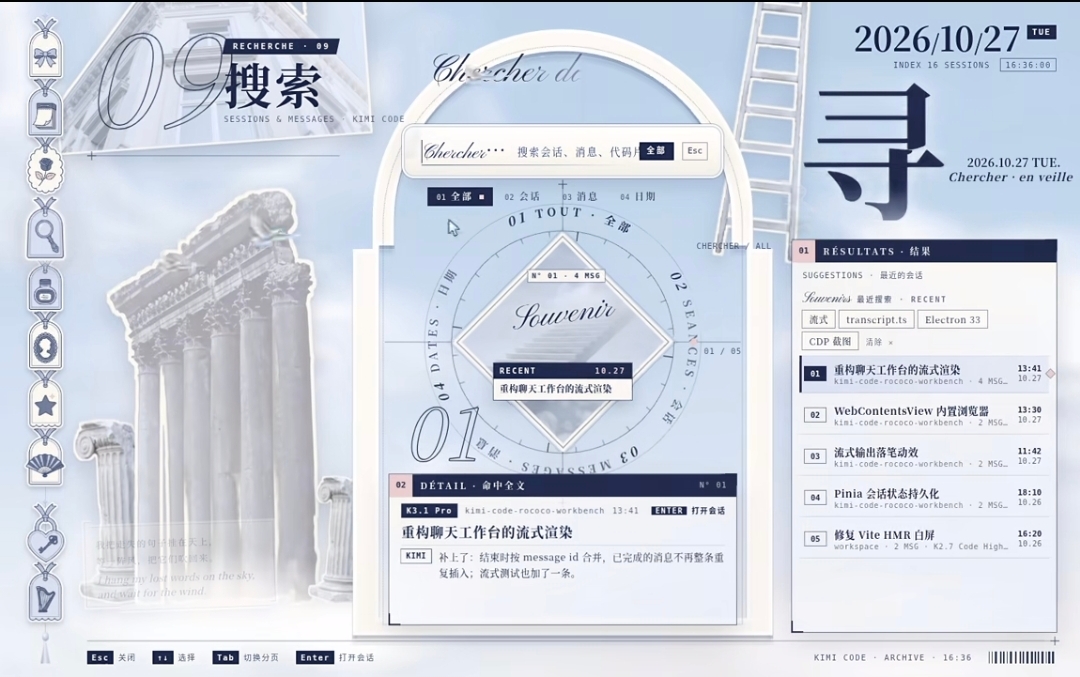 09
RECHERCHE · 09
搜索
SESSIONS & MESSAGES · KIMI CODE
Chercher de
2026/10/27 TUE
INDEX 16 SESSIONS 16:36:00
寻
2026.10.27 TUE.
Chercher · en veille
Chercher··· 搜索会话、消息、代码片 全部 Esc
01 全部 02 会话 03 消息 04 日期
CHERCHER / ALL
01 TOUT · 全部
02 SEANCES · 会话
03 MESSAGES · 消息
04 DATES · 日期
N° 01 · 4 MSG
Souvenir
RECENT 10.27
重构聊天工作台的流式渲染
01 / 05
01
02 DÉTAIL · 命中全文 N° 01
K3.1 Pro kimi-code-rococo-workbench 13:41 ENTER 打开会话
重构聊天工作台的流式渲染
KIMI 补上了：结束时按 message id 合并，已完成的消息不再整条重
复插入；流式测试也加了一条。
01 RÉSULTATS · 结果
SUGGESTIONS · 最近的会话
Souvenirs 最近搜索 · RECENT
流式 transcript.ts Electron 33
CDP 截图 清除 ×
01 重构聊天工作台的流式渲染 13:41
kimi-code-rococo-workbench · 4 MSG… 10.27
02 WebContentsView 内置浏览器 13:30
kimi-code-rococo-workbench · 2 MSG… 10.27
03 流式输出落笔动效 11:42
kimi-code-rococo-workbench · 2 MSG… 10.27
04 Pinia 会话状态持久化 18:10
kimi-code-rococo-workbench · 2 MSG… 10.26
05 修复 Vite HMR 白屏 16:20
workspace · 2 MSG · K2.7 Code High… 10.26
I hang my lost words on the sky,
and wait for the wind.
Esc 关闭 ↑↓ 选择 Tab 切换分页 Enter 打开会话
KIMI CODE · ARCHIVE · 16:36